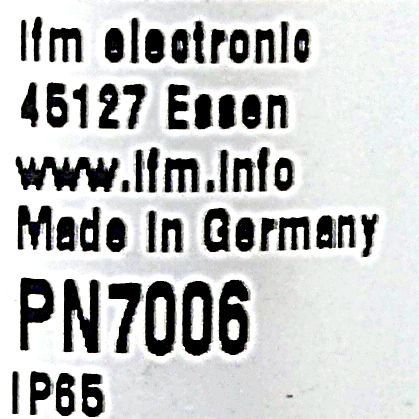 ifm electronic
45127 Essen
www.ifm.info
Made in Germany
PN7006
IP65